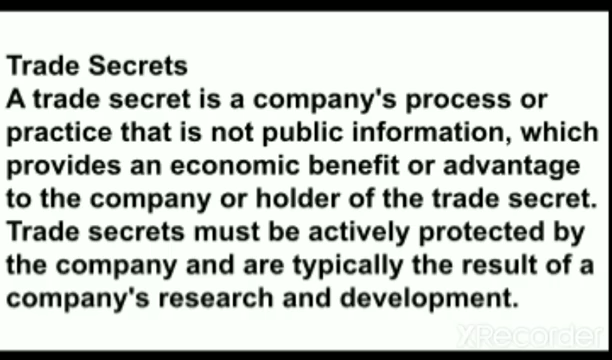 Trade Secrets
A trade secret is a company's process or
practice that is not public information, which
provides an economic benefit or advantage
to the company or holder of the trade secret.
Trade secrets must be actively protected by
the company and are typically the result of a
company's research and development.
XRecorder